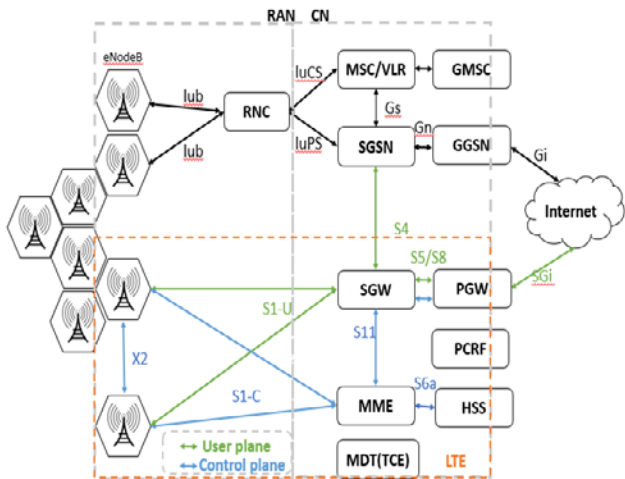 RAN CN
eNodeB
Iub
RNC
IuCS
MSC/VLR
GMSC
Gs
Iub
IuPS
SGSN
Gn
GGSN
Gi
Internet
S4
S5/S8
SGW
PGW
SGi
S1-U
S11
PCRF
X2
S1-C
MME
S6a
HSS
User plane
Control plane
MDT(TCE)
LTE